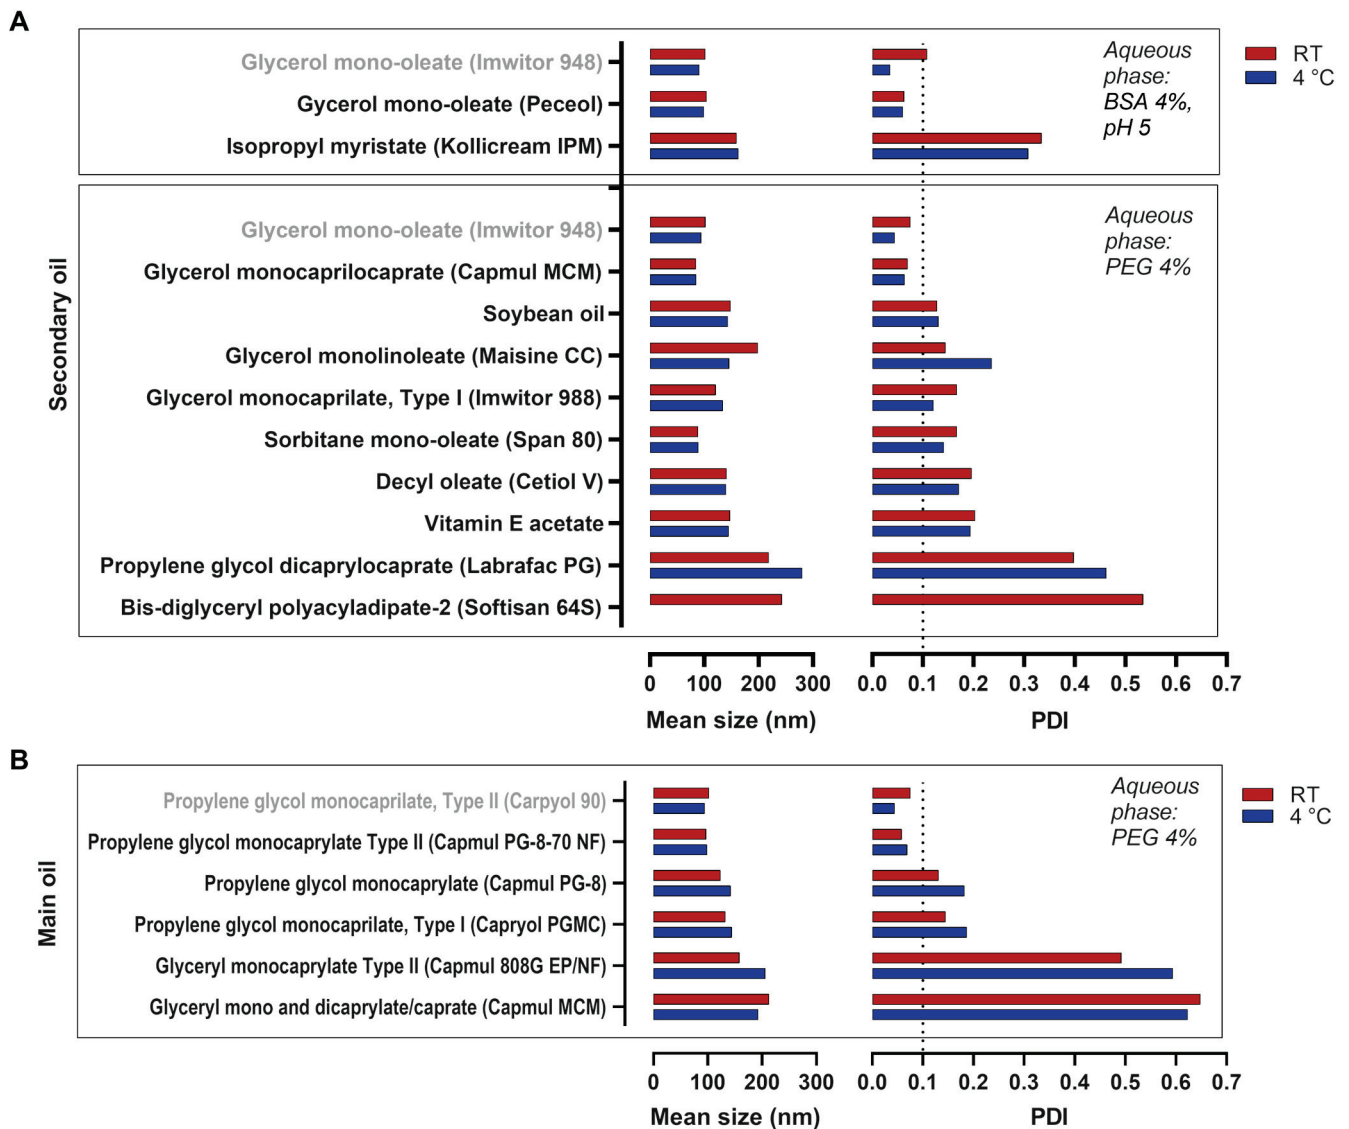 A
Glycerol mono-oleate (Imwitor 948)
Gycerol mono-oleate (Peceol)
Isopropyl myristate (Kollicream IPM)
Aqueous
phase:
BSA 4%,
pH 5
RT
4 °C
Secondary oil
Glycerol mono-oleate (Imwitor 948)
Glycerol monocaprilocaprate (Capmul MCM)
Soybean oil
Glycerol monolinoleate (Maisine CC)
Glycerol monocaprilate, Type I (Imwitor 988)
Sorbitane mono-oleate (Span 80)
Decyl oleate (Cetiol V)
Vitamin E acetate
Propylene glycol dicaprylocaprate (Labrafac PG)
Bis-diglyceryl polyacyladipate-2 (Softisan 64S)
Aqueous
phase:
PEG 4%
0 100 200 300
Mean size (nm)
0.0 0.1 0.2 0.3 0.4 0.5 0.6 0.7
PDI
B
Main oil
Propylene glycol monocaprilate, Type II (Carpyol 90)
Propylene glycol monocaprylate Type II (Capmul PG-8-70 NF)
Propylene glycol monocaprylate (Capmul PG-8)
Propylene glycol monocaprilate, Type I (Capryol PGMC)
Glyceryl monocaprylate Type II (Capmul 808G EP/NF)
Glyceryl mono and dicaprylate/caprate (Capmul MCM)
Aqueous
phase:
PEG 4%
RT
4 °C
0 100 200 300
Mean size (nm)
0.0 0.1 0.2 0.3 0.4 0.5 0.6 0.7
PDI